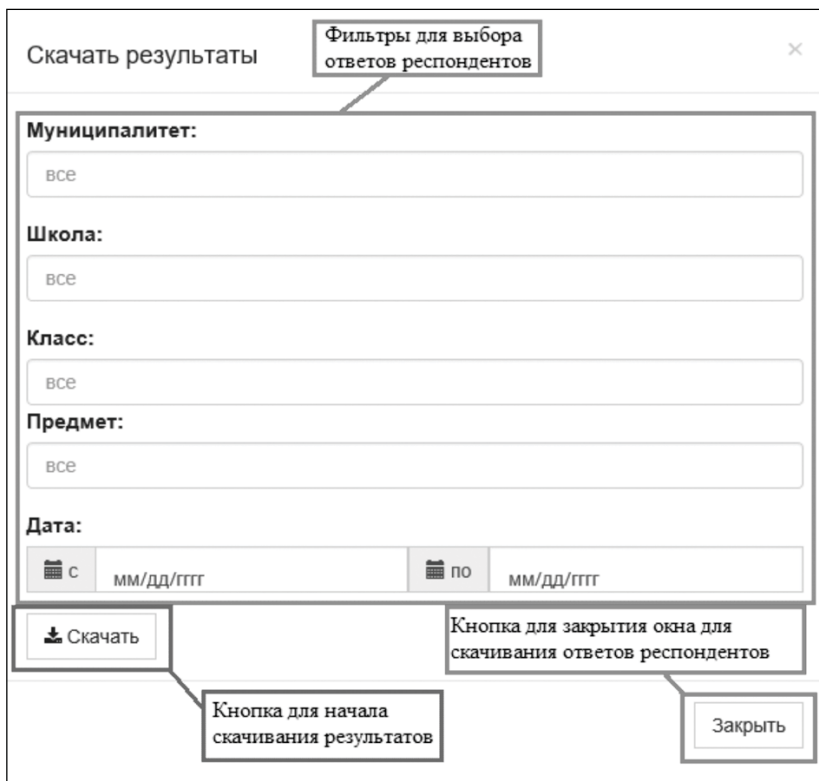 Скачать результаты
Фильтры для выбора
ответов респондентов
×
Муниципалитет:
все
Школа:
все
Класс:
все
Предмет:
все
Дата:
с
мм/дд/гггг
по
мм/дд/гггг
Скачать
Кнопка для закрытия окна для
скачивания ответов респондентов
Кнопка для начала
скачивания результатов
Закрыть